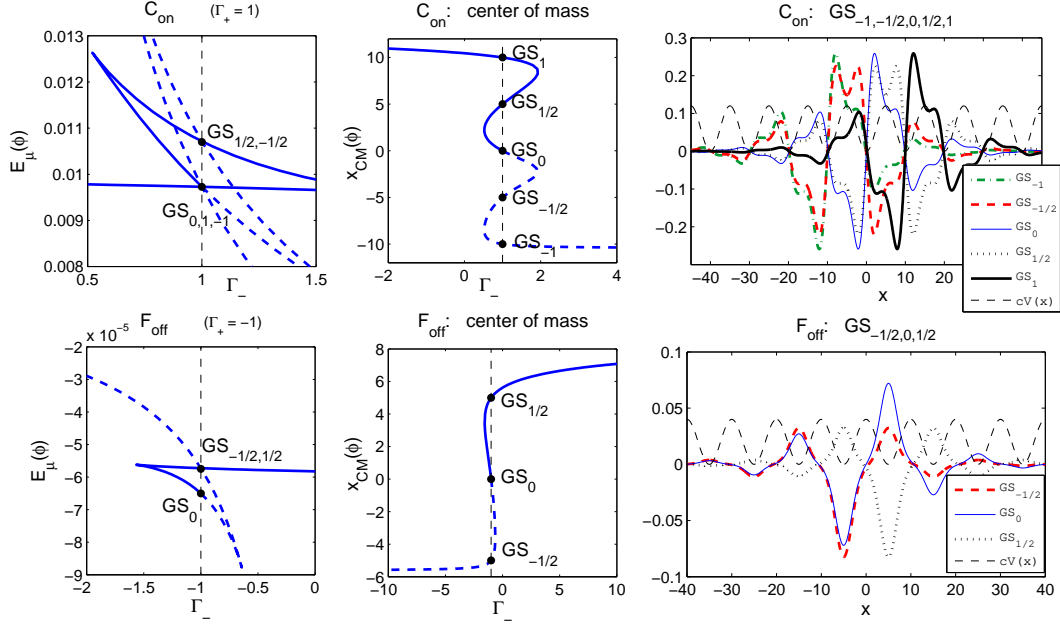 C_on (Γ_+ = 1)
0.013
0.012
0.011
0.01
0.009
0.008
E_μ(ϕ)
GS_1/2,−1/2
GS_0,1,−1
0.5 1 1.5
Γ_−
C_on: center of mass
10
5
0
−5
−10
x_CM(ϕ)
GS_1
GS_1/2
GS_0
GS_−1/2
GS_−1
−2 0 2 4
Γ_−
C_on: GS_−1,−1/2,0,1/2,1
0.2
0.1
0
−0.1
−0.2
GS_−1
GS_−1/2
GS_0
GS_1/2
GS_1
cV(x)
−40 −30 −20 −10 0 10 20 30 40
x
F_off (Γ_+ = −1)
x 10^−5
−2
−3
−4
−5
−6
−7
−8
−9
E_μ(ϕ)
GS_−1/2,1/2
GS_0
−2 −1.5 −1 −0.5 0
Γ_−
F_off: center of mass
8
6
4
2
0
−2
−4
−6
x_CM(ϕ)
GS_1/2
GS_0
GS_−1/2
−10 −5 0 5 10
Γ_−
F_off: GS_−1/2,0,1/2
0.1
0.05
0
−0.05
−0.1
GS_−1/2
GS_0
GS_1/2
cV(x)
−40 −30 −20 −10 0 10 20 30 40
x